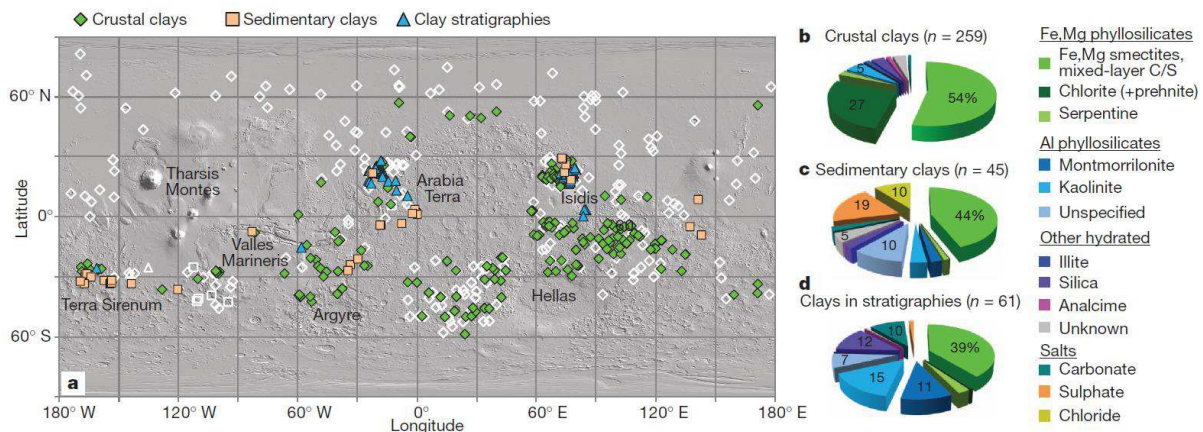 Crustal clays
Sedimentary clays
Clay stratigraphies
60° N
0°
60° S
Latitude
Tharsis
Montes
Arabia
Terra
Isidis
Valles
Marineris
Terra Sirenum
Argyre
Hellas
a
180° W
120° W
60 W
0°
60° E
120° E
180° E
Longitude
b Crustal clays (n = 259)
5
27
54%
c Sedimentary clays (n = 45)
10
19
44%
5
10
d Clays in stratigraphies (n = 61)
10
12
39%
7
15
11
Fe,Mg phyllosilicates
Fe,Mg smectites,
mixed-layer C/S
Chlorite (+prehnite)
Serpentine
Al phyllosilicates
Montmorrilonite
Kaolinite
Unspecified
Other hydrated
Illite
Silica
Analcime
Unknown
Salts
Carbonate
Sulphate
Chloride